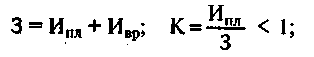 З = Ипл + Ивр; К = Ипл/З < 1;